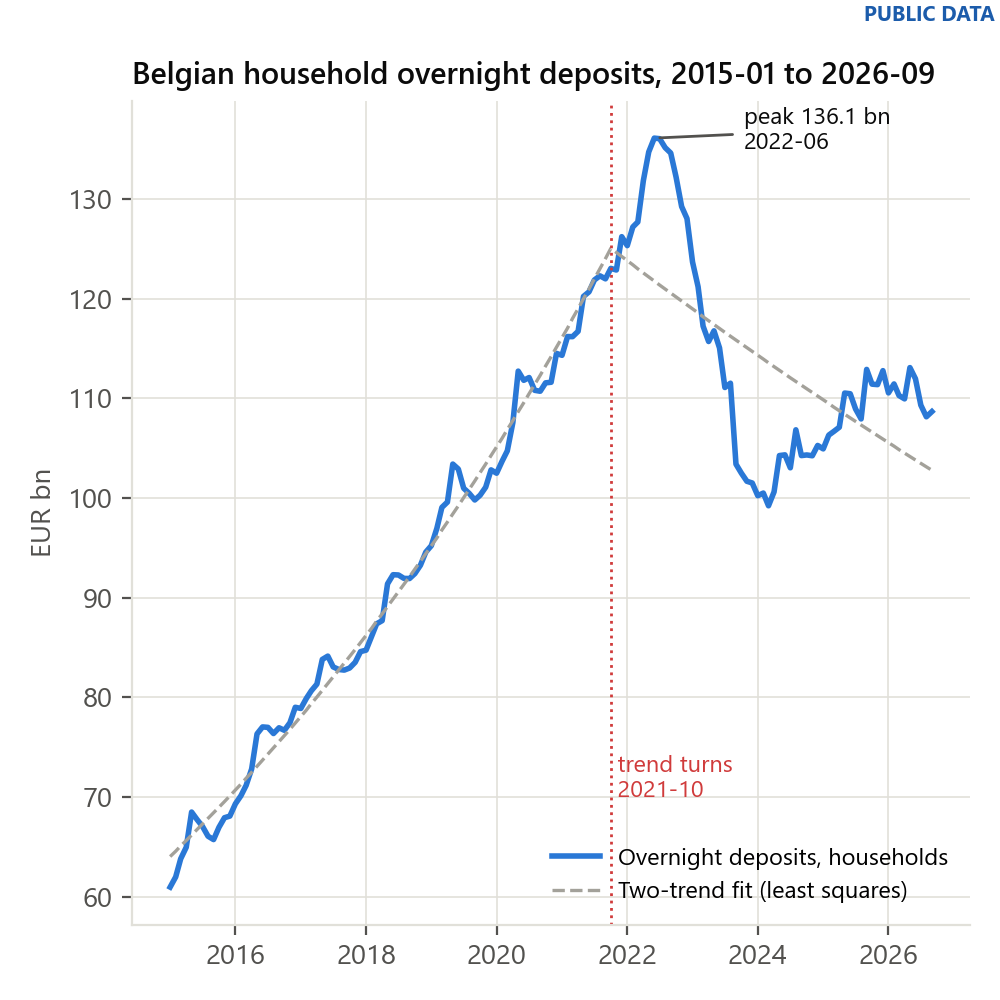 PUBLIC DATA
Belgian household overnight deposits, 2015-01 to 2026-09
peak 136.1 bn
2022-06
130
120
110
100
90
80
70
60
EUR bn
trend turns
2021-10
Overnight deposits, households
Two-trend fit (least squares)
2016
2018
2020
2022
2024
2026